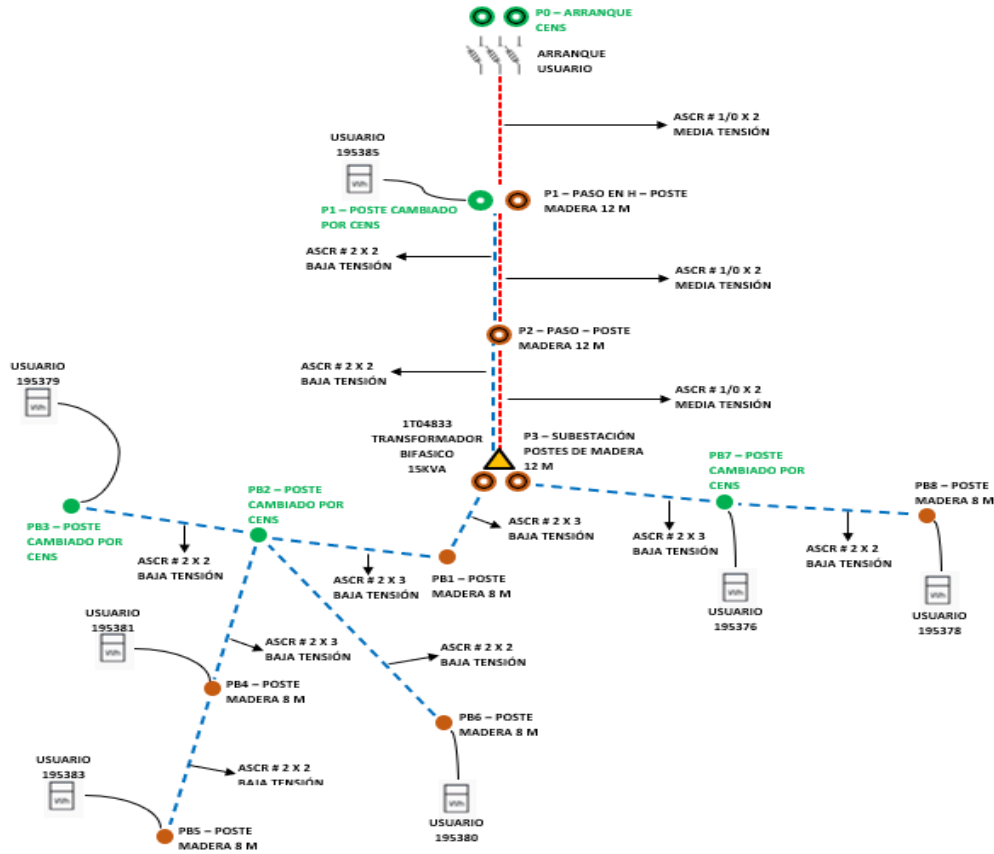 P0 – ARRANQUE
CENS
ARRANQUE
USUARIO
ASCR # 1/0 X 2
MEDIA TENSIÓN
USUARIO
195385
P1 – PASO EN H – POSTE
MADERA 12 M
P1 – POSTE CAMBIADO
POR CENS
ASCR # 2 X 2
BAJA TENSIÓN
ASCR # 1/0 X 2
MEDIA TENSIÓN
P2 – PASO – POSTE
MADERA 12 M
ASCR # 2 X 2
BAJA TENSIÓN
ASCR # 1/0 X 2
MEDIA TENSIÓN
USUARIO
195379
1T04833
TRANSFORMADOR
BIFASICO
15KVA
P3 – SUBESTACIÓN
POSTES DE MADERA
12 M
PB7 – POSTE
CAMBIADO POR
CENS
PB8 – POSTE
MADERA 8 M
PB2 – POSTE
CAMBIADO POR
CENS
PB3 – POSTE
CAMBIADO POR
CENS
ASCR # 2 X 2
BAJA TENSIÓN
ASCR # 2 X 3
BAJA TENSIÓN
PB1 – POSTE
MADERA 8 M
ASCR # 2 X 3
BAJA TENSIÓN
ASCR # 2 X 3
BAJA TENSIÓN
ASCR # 2 X 2
BAJA TENSIÓN
USUARIO
195376
USUARIO
195378
USUARIO
195381
ASCR # 2 X 3
BAJA TENSIÓN
ASCR # 2 X 2
BAJA TENSIÓN
PB4 – POSTE
MADERA 8 M
PB6 – POSTE
MADERA 8 M
USUARIO
195383
ASCR # 2 X 2
BAJA TENSIÓN
USUARIO
195380
PB5 – POSTE
MADERA 8 M